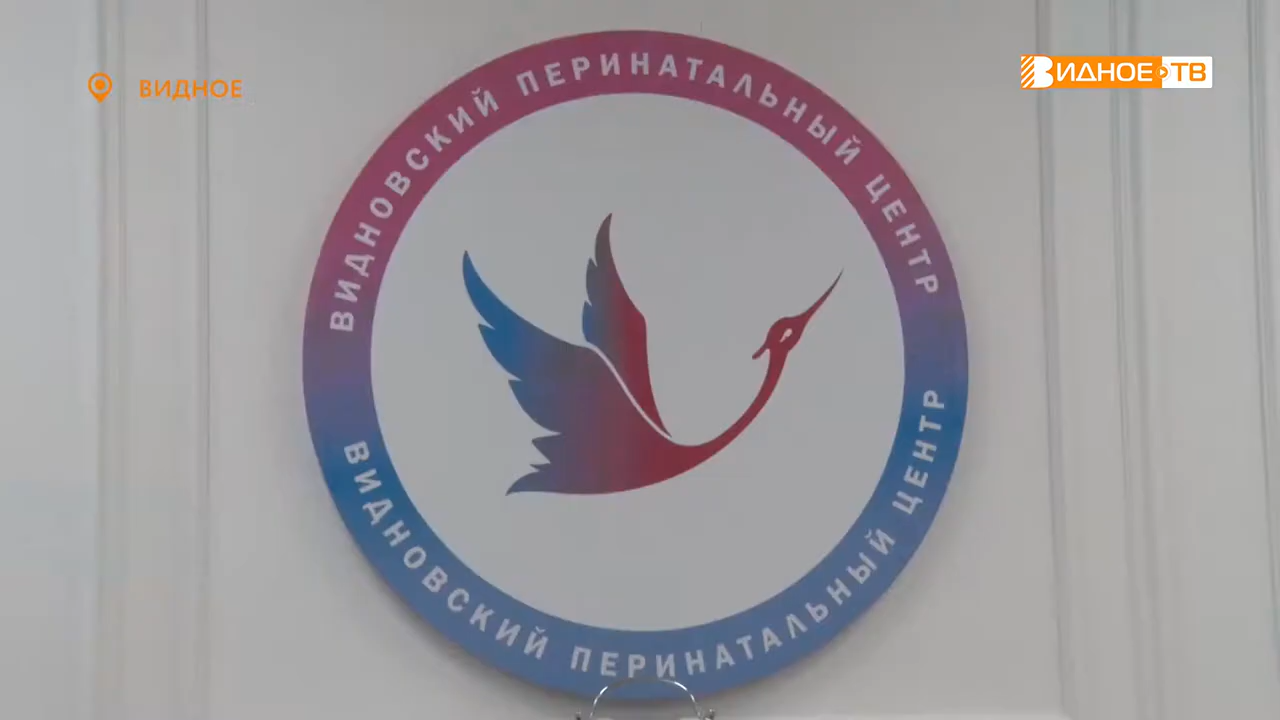 ВИДНОЕ
ВИДНОЕ ТВ
ВИДНОВСКИЙ ПЕРИНАТАЛЬНЫЙ ЦЕНТР
ВИДНОВСКИЙ ПЕРИНАТАЛЬНЫЙ ЦЕНТР